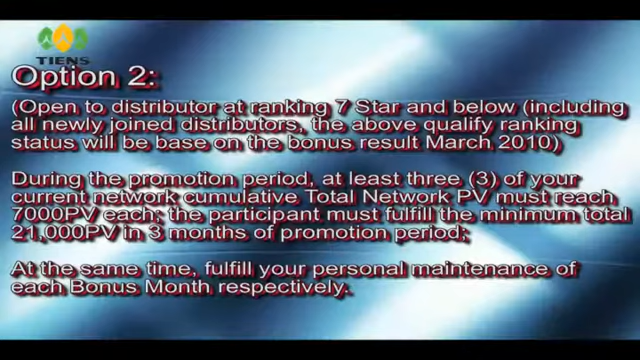 TIENS
Option 2:
(Open to distributor at ranking 7 Star and below (including
all newly joined distributors, the above qualify ranking
status will be base on the bonus result March 2010)
During the promotion period, at least three (3) of your
current network cumulative Total Network PV must reach
7000PV each; the participant must fulfill the minimum total
21,000PV in 3 months of promotion period;
At the same time, fulfill your personal maintenance of
each Bonus Month respectively.